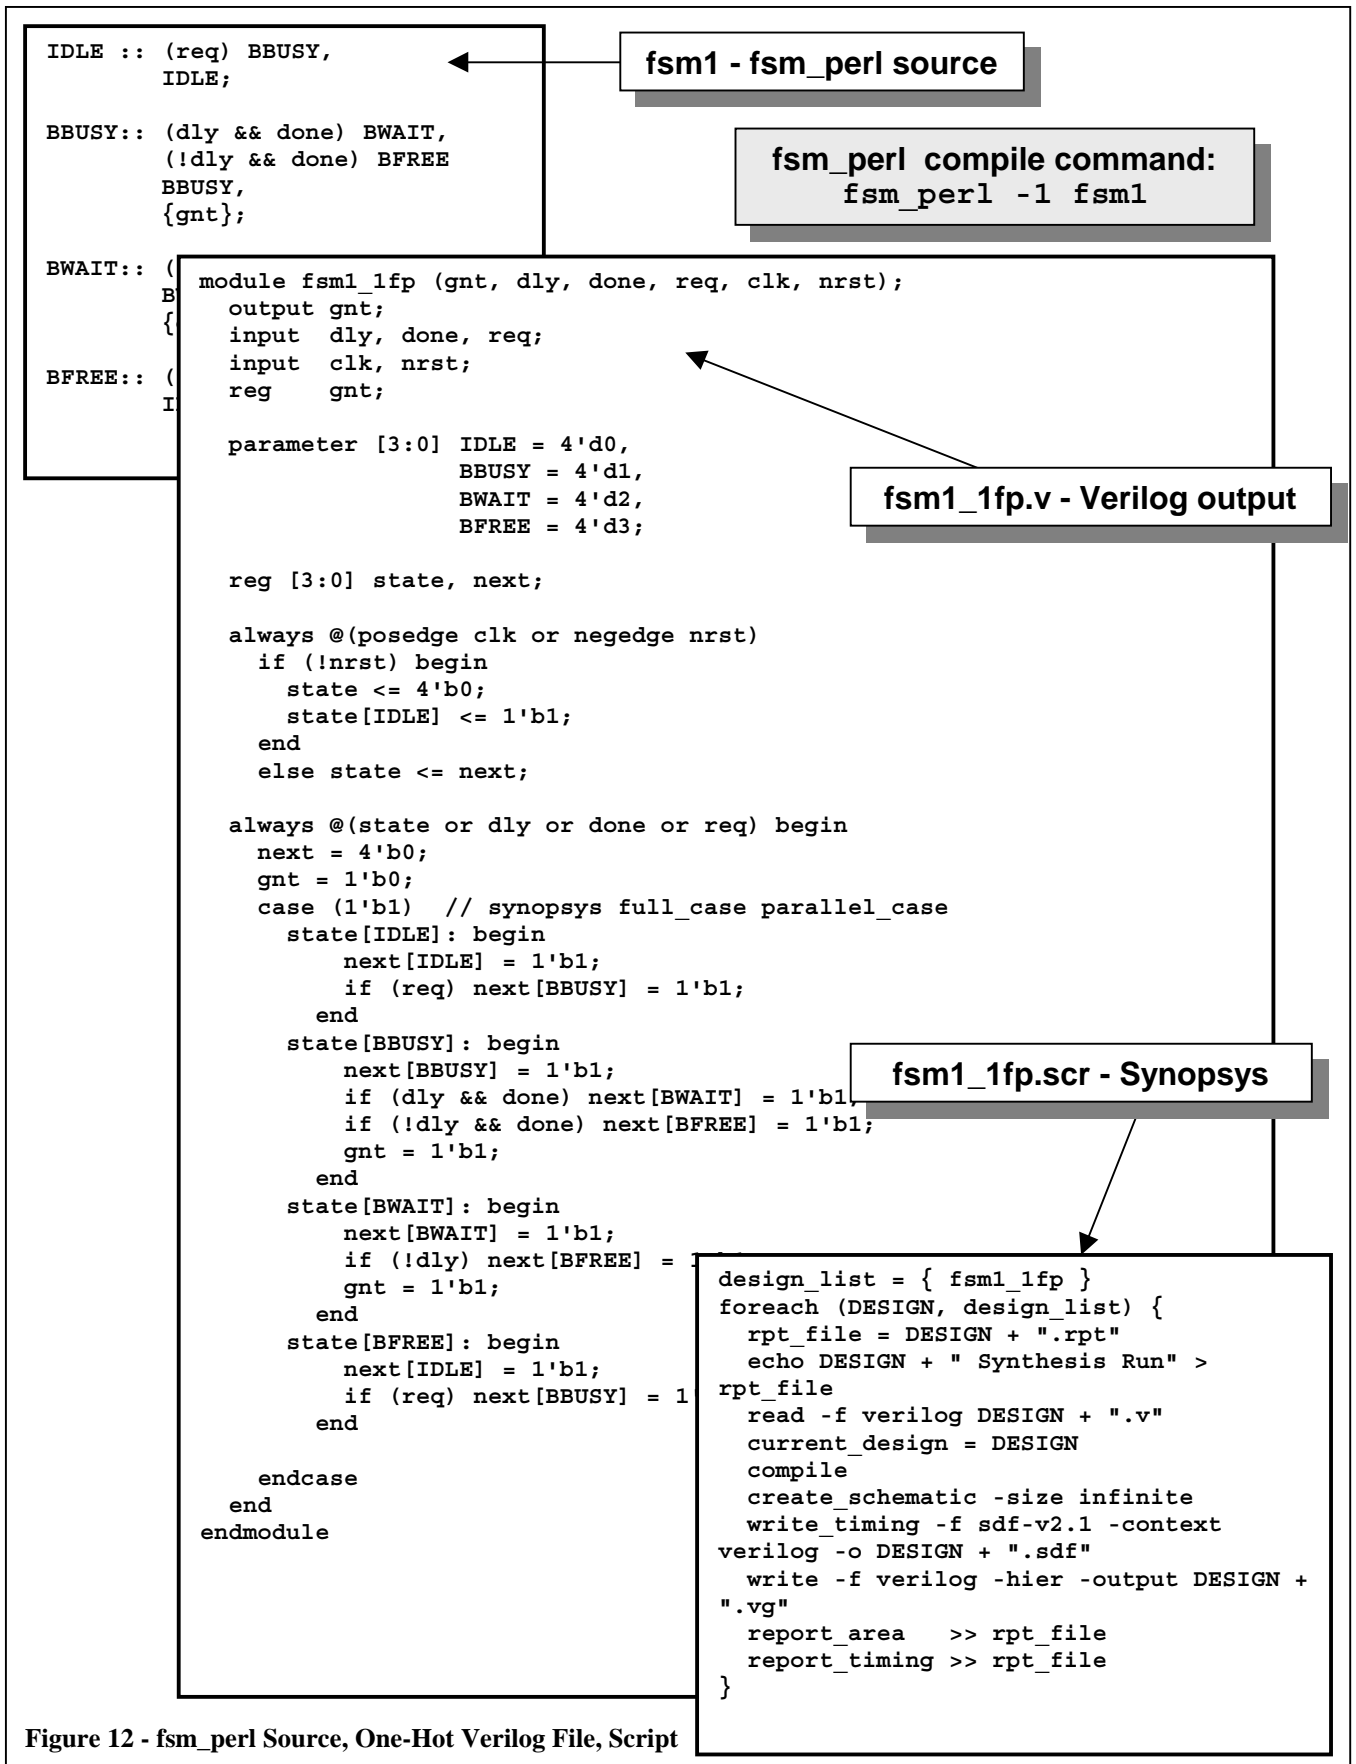 IDLE :: (req) BBUSY,
IDLE;
BBUSY:: (dly && done) BWAIT,
(!dly && done) BFREE
BBUSY,
{gnt};
BWAIT:: (
B
{
BFREE:: (
I
fsm1 - fsm_perl source
fsm_perl compile command:
fsm_perl -1 fsm1
module fsm1_1fp (gnt, dly, done, req, clk, nrst);
output gnt;
input dly, done, req;
input clk, nrst;
reg gnt;
parameter [3:0] IDLE = 4'd0,
BBUSY = 4'd1,
BWAIT = 4'd2,
BFREE = 4'd3;
fsm1_1fp.v - Verilog output
reg [3:0] state, next;
always @(posedge clk or negedge nrst)
if (!nrst) begin
state <= 4'b0;
state[IDLE] <= 1'b1;
end
else state <= next;
always @(state or dly or done or req) begin
next = 4'b0;
gnt = 1'b0;
case (1'b1) // synopsys full_case parallel_case
state[IDLE]: begin
next[IDLE] = 1'b1;
if (req) next[BBUSY] = 1'b1;
end
state[BBUSY]: begin
next[BBUSY] = 1'b1;
if (dly && done) next[BWAIT] = 1'b1;
if (!dly && done) next[BFREE] = 1'b1;
gnt = 1'b1;
end
state[BWAIT]: begin
next[BWAIT] = 1'b1;
if (!dly) next[BFREE] =
gnt = 1'b1;
end
state[BFREE]: begin
next[IDLE] = 1'b1;
if (req) next[BBUSY] = 1'
end
endcase
end
endmodule
fsm1_1fp.scr - Synopsys
design_list = { fsm1_1fp }
foreach (DESIGN, design_list) {
rpt_file = DESIGN + ".rpt"
echo DESIGN + " Synthesis Run" >
rpt_file
read -f verilog DESIGN + ".v"
current_design = DESIGN
compile
create_schematic -size infinite
write_timing -f sdf-v2.1 -context
verilog -o DESIGN + ".sdf"
write -f verilog -hier -output DESIGN +
".vg"
report_area >> rpt_file
report_timing >> rpt_file
}
Figure 12 - fsm_perl Source, One-Hot Verilog File, Script